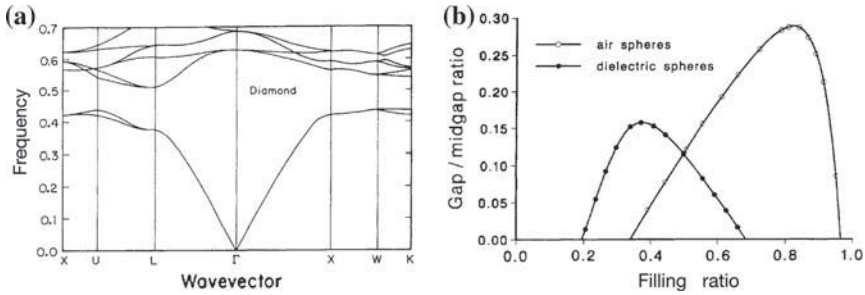 (a)
0.7
0.6
0.5
0.4
0.3
0.2
0.1
0.0
Frequency
Diamond
X U L Γ X W K
Wavevector
(b)
0.30
0.25
0.20
0.15
0.10
0.05
0.00
Gap / midgap ratio
air spheres
dielectric spheres
0.0 0.2 0.4 0.6 0.8 1.0
Filling ratio